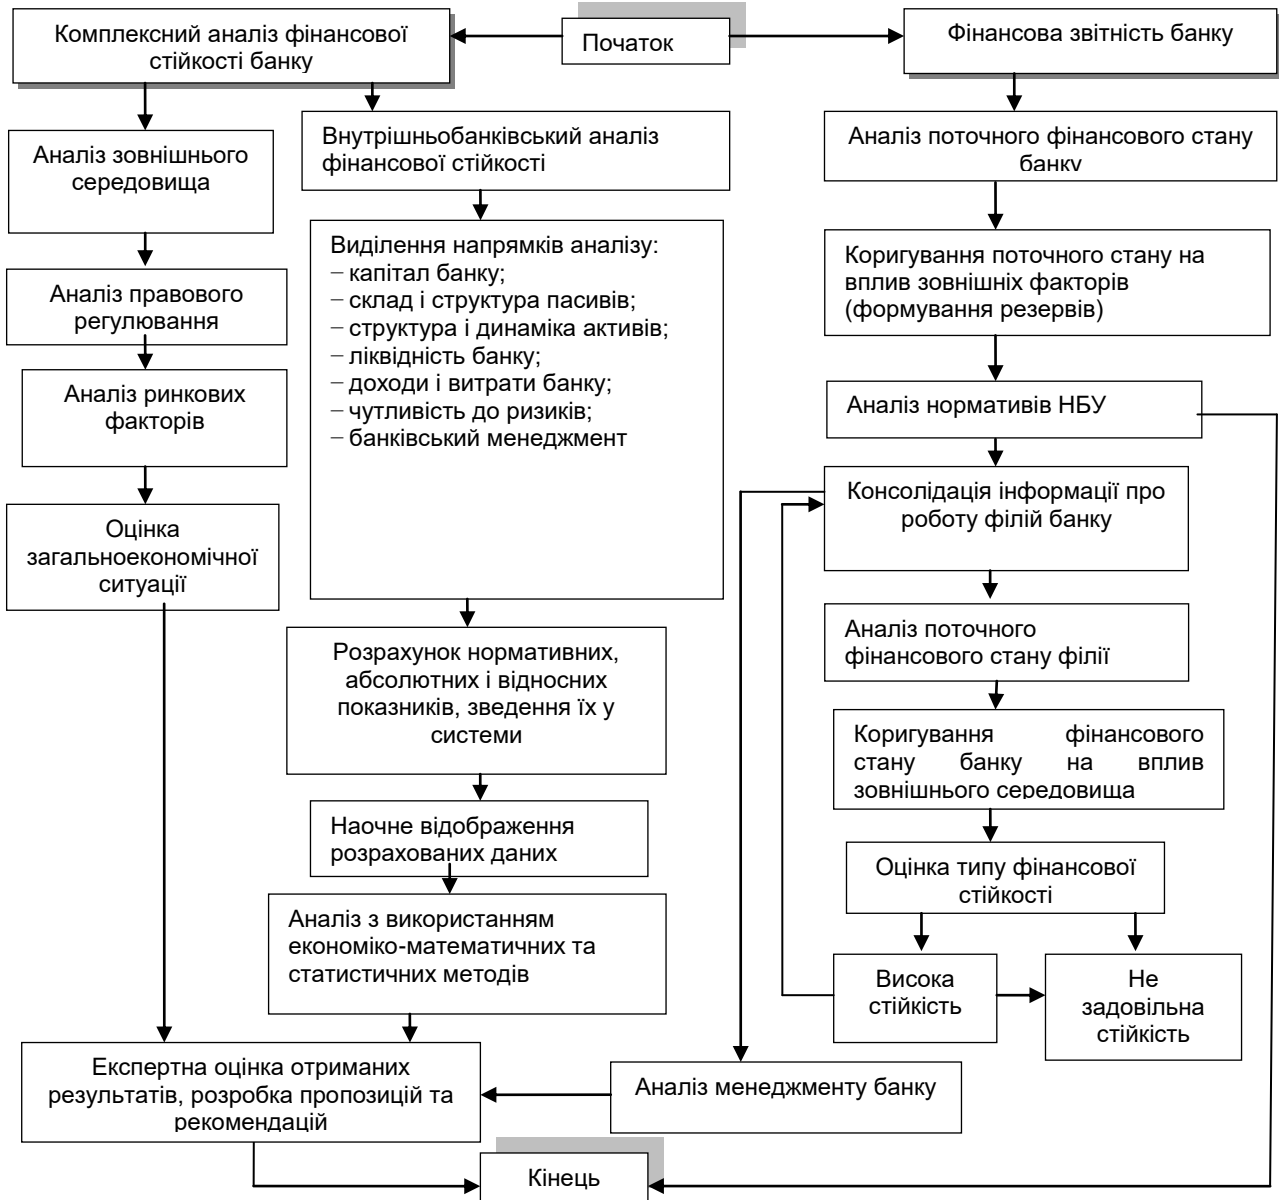 Комплексний аналіз фінансової
стійкості банку
Початок
Фінансова звітність банку
Аналіз зовнішнього
середовища
Внутрішньобанківський аналіз
фінансової стійкості
Аналіз поточного фінансового стану
банку
Виділення напрямків аналізу:
– капітал банку;
– склад і структура пасивів;
– структура і динаміка активів;
– ліквідність банку;
– доходи і витрати банку;
– чутливість до ризиків;
– банківський менеджмент
Коригування поточного стану на
вплив зовнішніх факторів
(формування резервів)
Аналіз правового
регулювання
Аналіз ринкових
факторів
Аналіз нормативів НБУ
Консолідація інформації про
роботу філій банку
Оцінка
загальноекономічної
ситуації
Аналіз поточного
фінансового стану філії
Розрахунок нормативних,
абсолютних і відносних
показників, зведення їх у
системи
Коригування фінансового
стану банку на вплив
зовнішнього середовища
Наочне відображення
розрахованих даних
Оцінка типу фінансової
стійкості
Аналіз з використанням
економіко-математичних та
статистичних методів
Висока
стійкість
Не
задовільна
стійкість
Експертна оцінка отриманих
результатів, розробка пропозицій та
рекомендацій
Аналіз менеджменту банку
Кінець